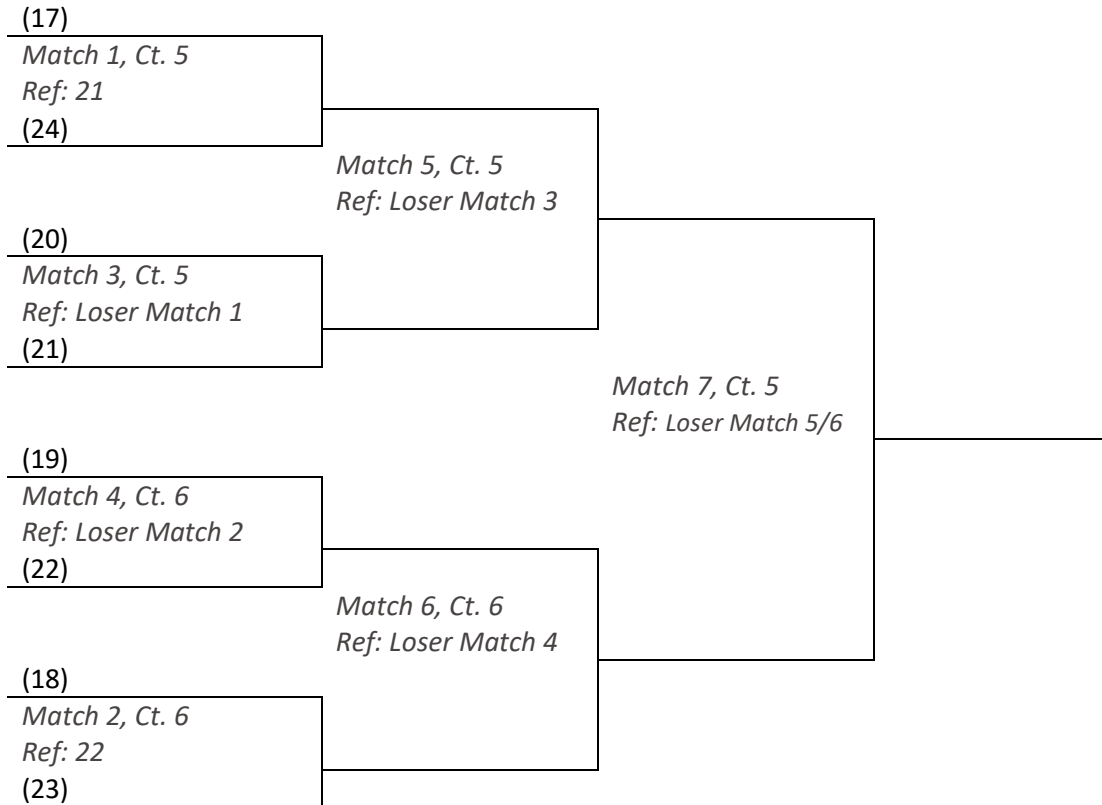 (17)
Match 1, Ct. 5
Ref: 21
(24)
Match 5, Ct. 5
Ref: Loser Match 3
(20)
Match 3, Ct. 5
Ref: Loser Match 1
(21)
Match 7, Ct. 5
Ref: Loser Match 5/6
(19)
Match 4, Ct. 6
Ref: Loser Match 2
(22)
Match 6, Ct. 6
Ref: Loser Match 4
(18)
Match 2, Ct. 6
Ref: 22
(23)